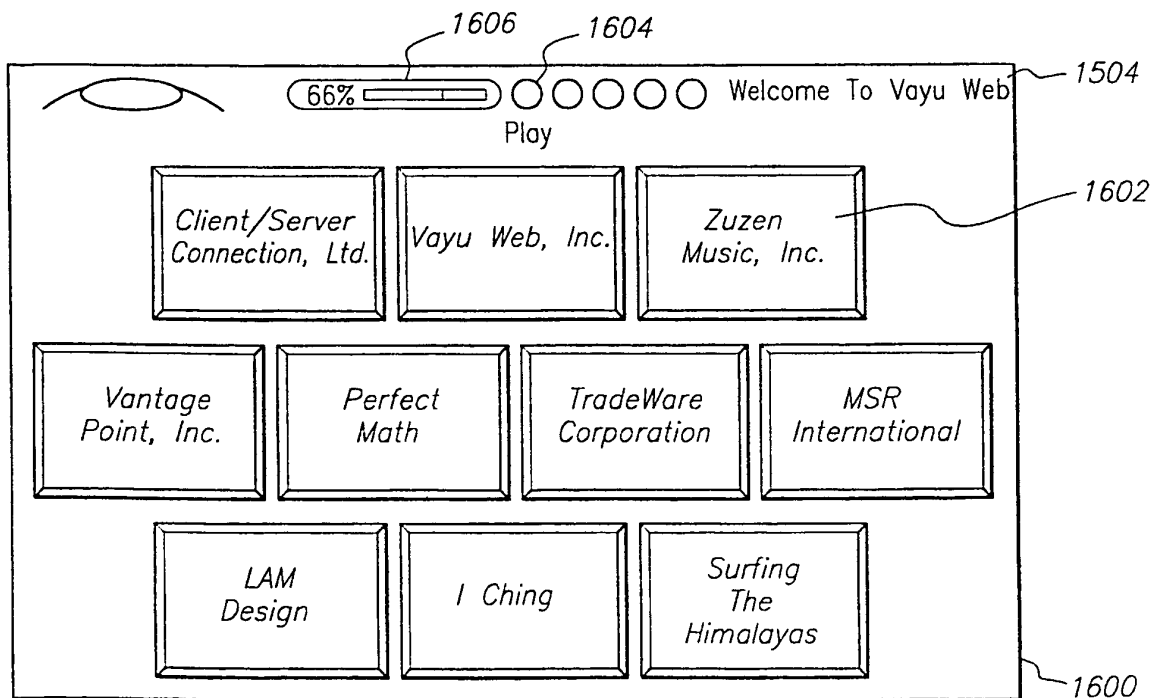 1606
1604
66%
Welcome To Vayu Web
1504
Play
Client/Server
Connection, Ltd.
Vayu Web, Inc.
Zuzen
Music, Inc.
1602
Vantage
Point, Inc.
Perfect
Math
TradeWare
Corporation
MSR
International
LAM
Design
I Ching
Surfing
The
Himalayas
1600